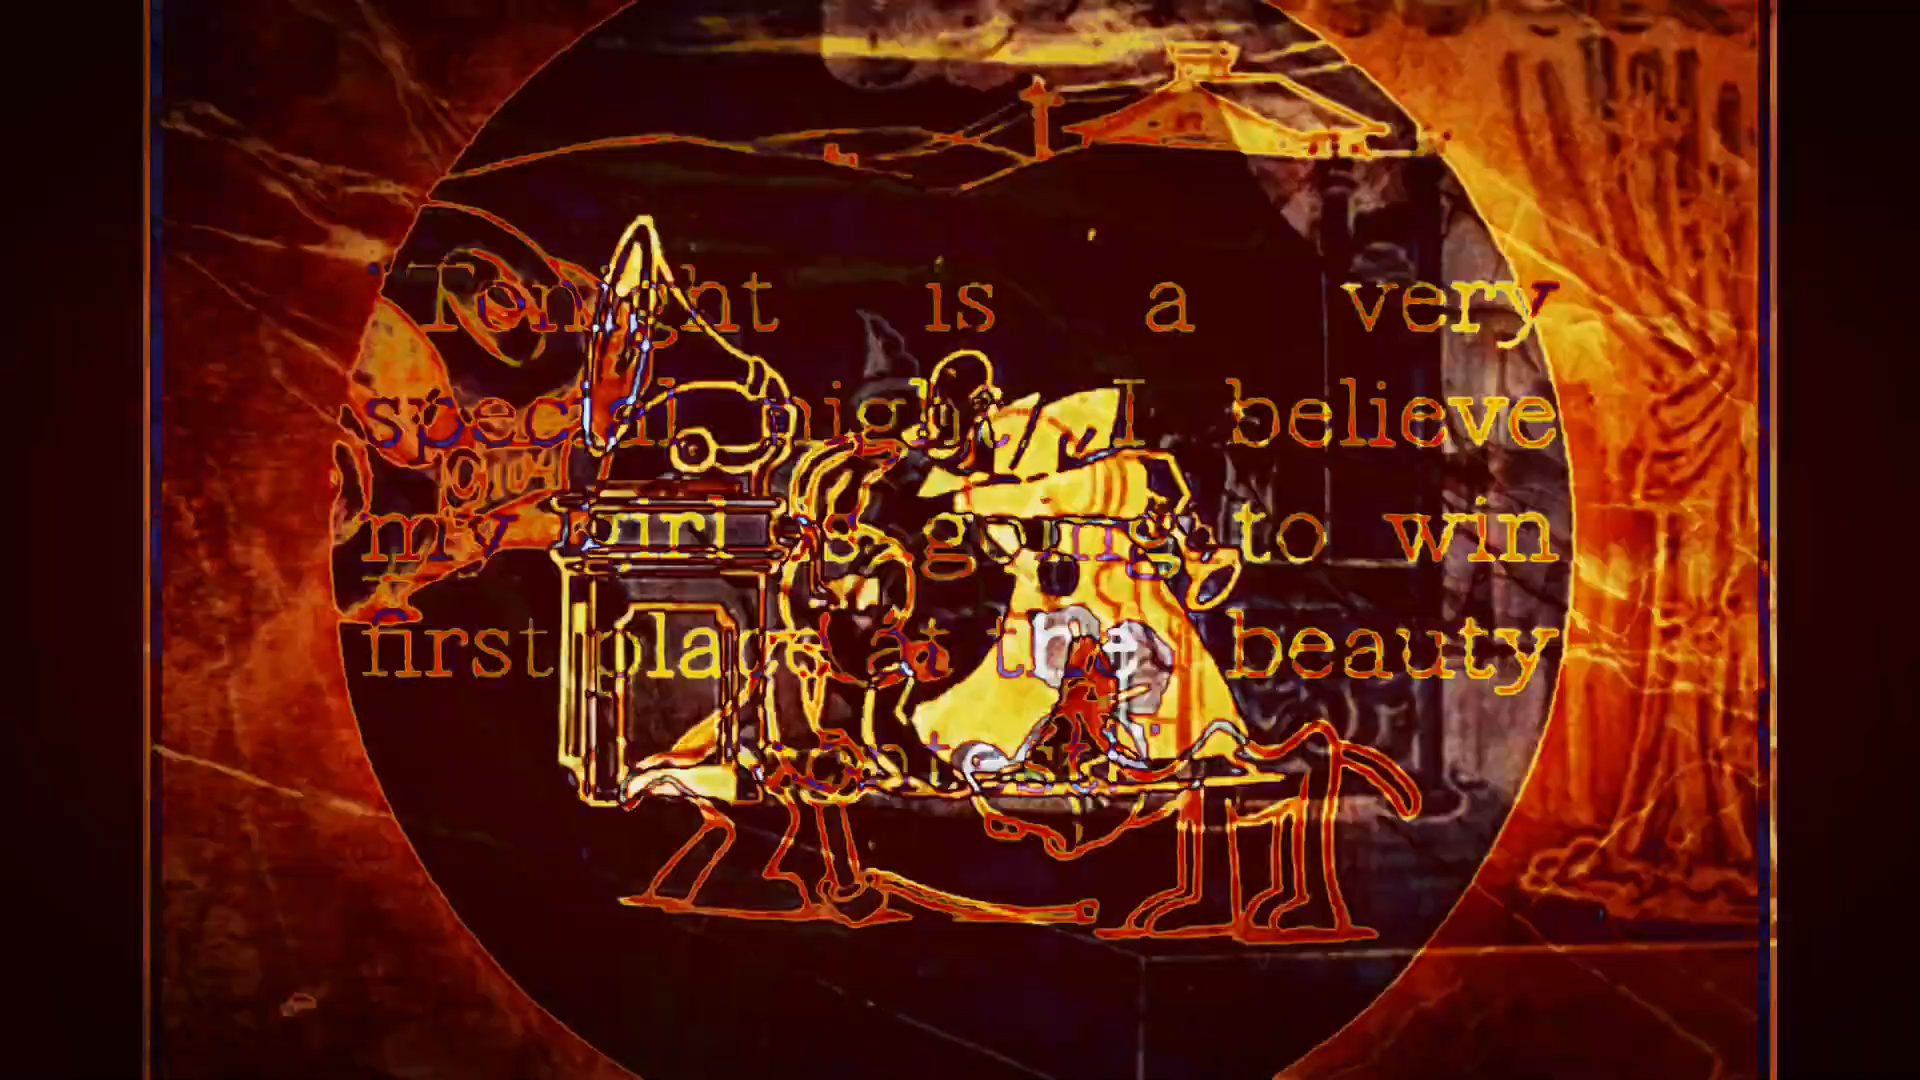 "Tonight is a very
special night. I believe
my girl is going to win
first place at the beauty
contest